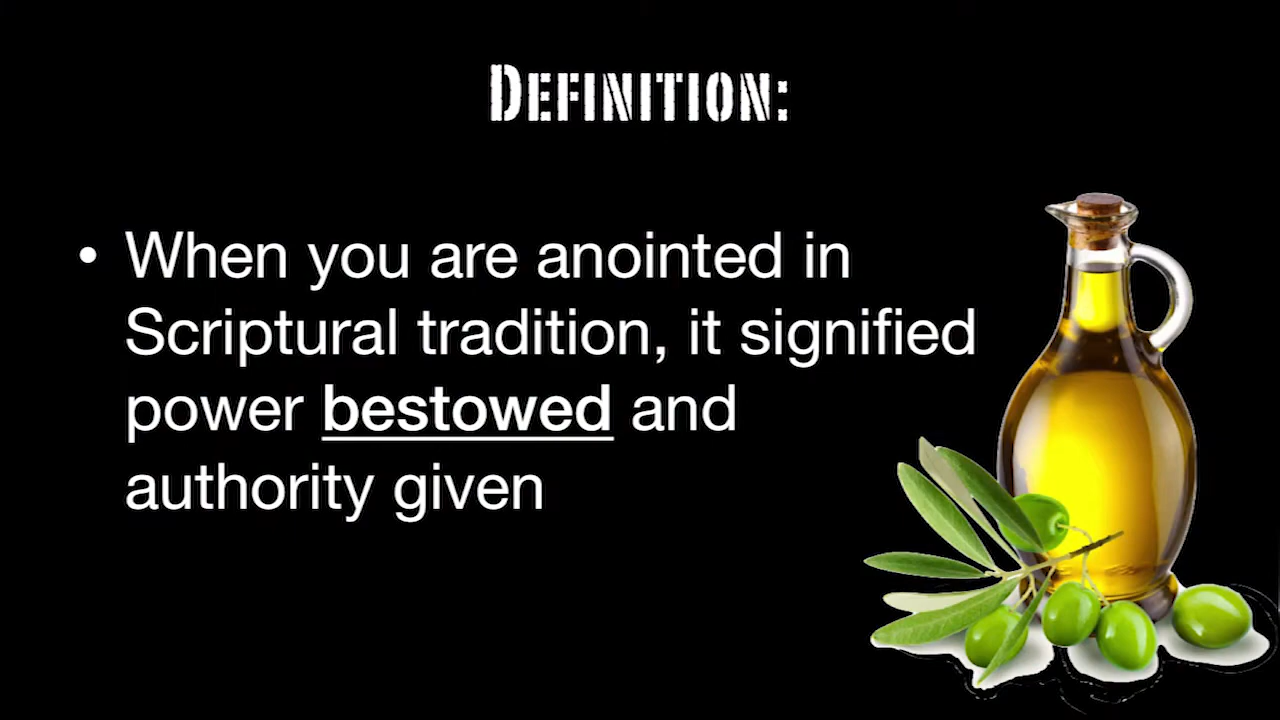 DEFINITION:
• When you are anointed in
Scriptural tradition, it signified
power bestowed and
authority given